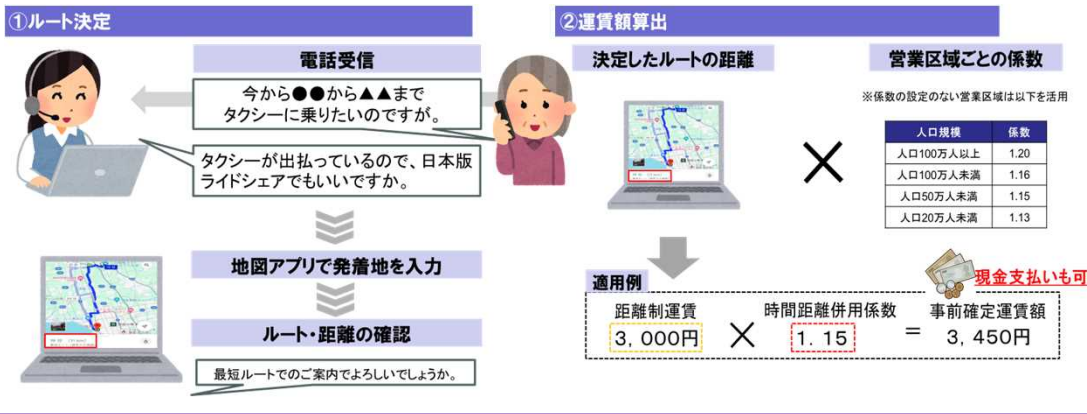 ①ルート決定
電話受信
今から●●から▲▲まで
タクシーに乗りたいのですが。
タクシーが出払っているので、日本版
ライドシェアでもいいですか。
地図アプリで発着地を入力
ルート・距離の確認
最短ルートでのご案内でよろしいでしょうか。
②運賃額算出
決定したルートの距離
営業区域ごとの係数
※係数の設定のない営業区域は以下を活用
人口規模 係数
人口100万人以上 1.20
人口100万人未満 1.16
人口50万人未満 1.15
人口20万人未満 1.13
適用例
現金支払いも可
距離制運賃 時間距離併用係数 事前確定運賃額
3,000円 × 1.15 = 3,450円